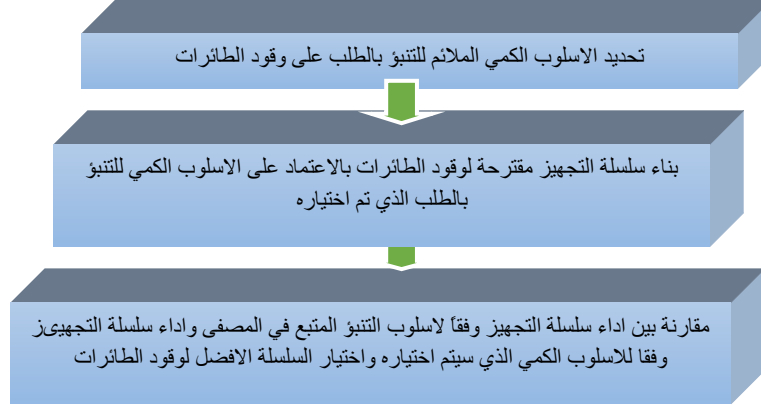 تحديد الاسلوب الكمي الملائم للتنبؤ بالطلب على وقود الطائرات
بناء سلسلة التجهيز مقترحة لوقود الطائرات بالاعتماد على الاسلوب الكمي للتنبؤ
بالطلب الذي تم اختياره
مقارنة بين اداء سلسلة التجهيز وفقاً لاسلوب التنبؤ المتبع في المصفى واداء سلسلة التجهيىز
وفقا للاسلوب الكمي الذي سيتم اختياره واختيار السلسلة الافضل لوقود الطائرات